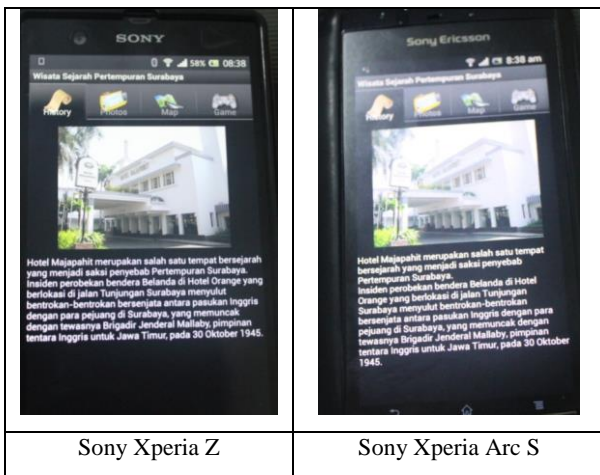 SONY
58% 08:38
Wisata Sejarah Pertempuran Surabaya
History Photos Map Game
Hotel Majapahit merupakan salah satu tempat bersejarah
yang menjadi saksi penyebab Pertempuran Surabaya.
Insiden perobekan bendera Belanda di Hotel Orange yang
berlokasi di jalan Tunjungan Surabaya menyulut
bentrokan-bentrokan bersenjata antara pasukan Inggris
dengan para pejuang di Surabaya, yang memuncak
dengan tewasnya Brigadir Jenderal Mallaby, pimpinan
tentara Inggris untuk Jawa Timur, pada 30 Oktober 1945.
Sony Xperia Z
Sony Ericsson
8:38 am
Wisata Sejarah Pertempuran Surabaya
History Photos Map Game
Hotel Majapahit merupakan salah satu tempat
bersejarah yang menjadi saksi penyebab
Pertempuran Surabaya.
Insiden perobekan bendera Belanda di Hotel
Orange yang berlokasi di jalan Tunjungan
Surabaya menyulut bentrokan-bentrokan
bersenjata antara pasukan Inggris dengan para
pejuang di Surabaya, yang memuncak dengan
tewasnya Brigadir Jenderal Mallaby, pimpinan
tentara Inggris untuk Jawa Timur, pada 30 Oktober
1945.
Sony Xperia Arc S